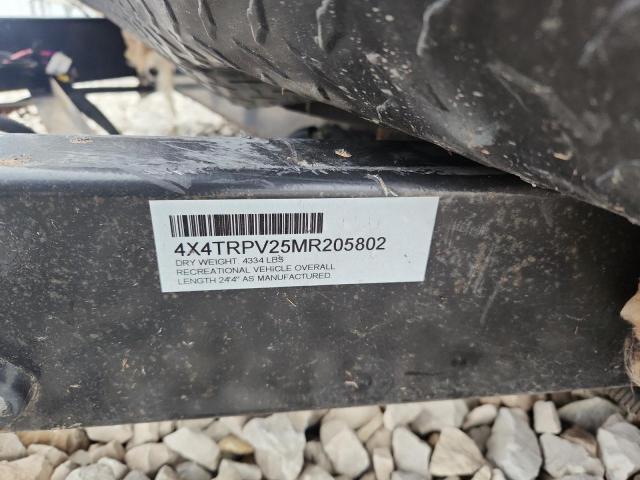 4X4TRPV25MR205802
DRY WEIGHT: 4334 LBS
RECREATIONAL VEHICLE OVERALL
LENGTH 24'4" AS MANUFACTURED.